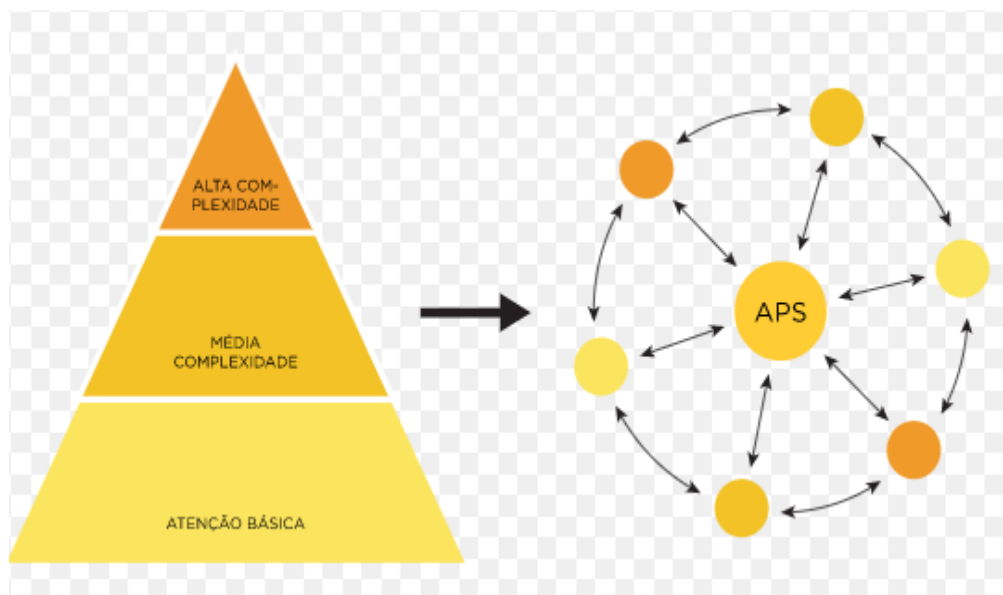 ALTA COM-
PLEXIDADE
MÉDIA
COMPLEXIDADE
ATENÇÃO BÁSICA
APS